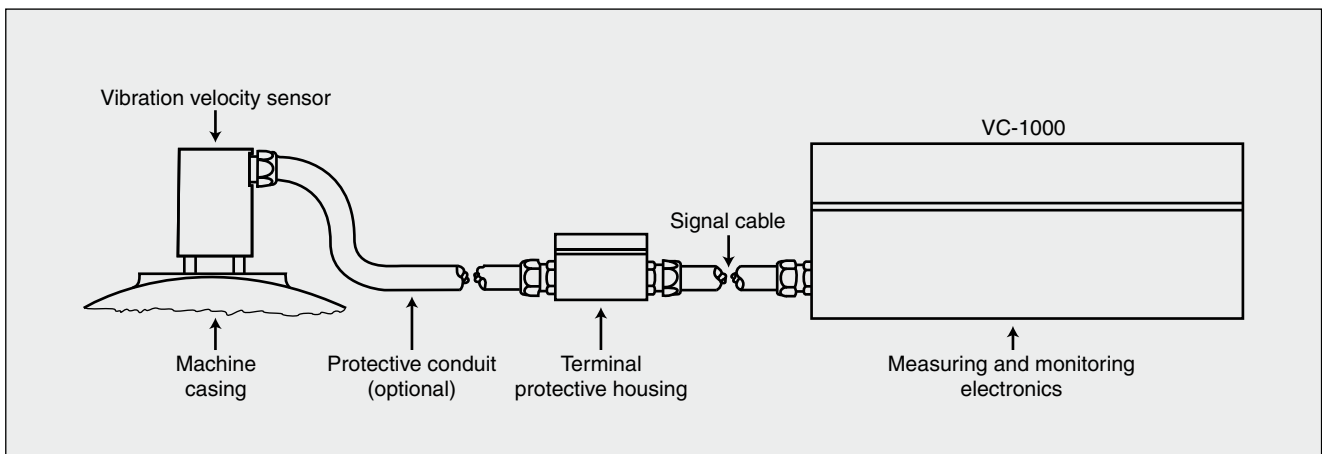 Vibration velocity sensor
VC-1000
Signal cable
Machine
casing
Protective conduit
(optional)
Terminal
protective housing
Measuring and monitoring
electronics